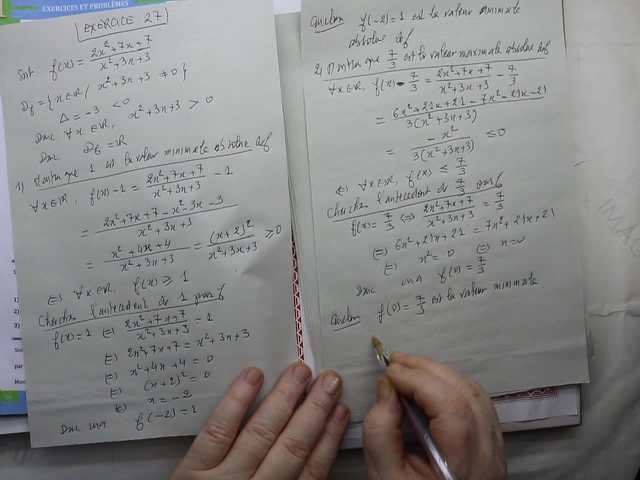 EXERCICES ET PROBLÈMES
EXERCICE 27
Soit f(x) = (2x²+7x+7)/(x²+3x+3)
D_f = {x∈ℝ / x²+3x+3 ≠ 0}
Δ = -3 < 0
Donc ∀x∈ℝ, x²+3x+3 > 0
Donc D_f = ℝ
1) Montrer que 1 est la valeur minimale absolue de f
∀x∈ℝ, f(x)-1 = (2x²+7x+7)/(x²+3x+3) - 1
= (2x²+7x+7-x²-3x-3)/(x²+3x+3)
= (x²+4x+4)/(x²+3x+3) = (x+2)²/(x²+3x+3) ≥ 0
⇔ ∀x∈ℝ, f(x) ≥ 1
Cherchons l'antécédent de 1 par f
f(x)=1 ⇔ (2x²+7x+7)/(x²+3x+3) = 1
⇔ 2x²+7x+7 = x²+3x+3
⇔ x²+4x+4 = 0
⇔ (x+2)² = 0
⇔ x = -2
Donc on a f(-2) = 1
Conclusion f(-2)=1 est la valeur minimale
absolue de f
2) Montrer que 7/3 est la valeur maximale absolue de f
∀x∈ℝ, f(x) - 7/3 = (2x²+7x+7)/(x²+3x+3) - 7/3
= (6x²+21x+21-7x²-21x-21)/(3(x²+3x+3))
= -x²/(3(x²+3x+3)) ≤ 0
⇔ ∀x∈ℝ, f(x) ≤ 7/3
Cherchons l'antécédent de 7/3 par f
f(x) = 7/3 ⇔ (2x²+7x+7)/(x²+3x+3) = 7/3
⇔ 6x²+21x+21 = 7x²+21x+21
⇔ x² = 0 ⇔ x=0
Donc on a f(0) = 7/3
Conclusion f(0) = 7/3 est la valeur minimale